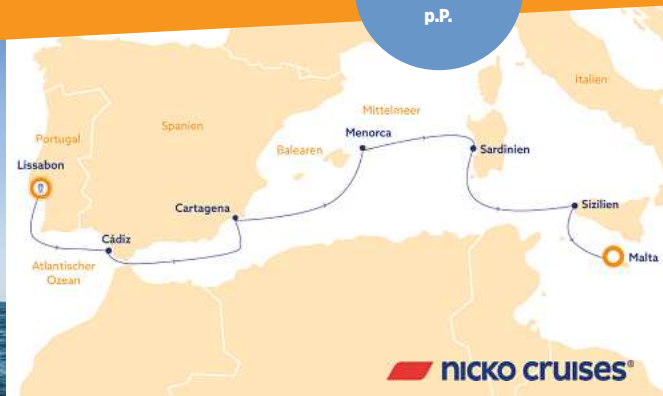 p.P.
Italien
Mittelmeer
Spanien
Menorca
Portugal
Balearen
Sardinien
Lissabon
Cartagena
Sizilien
Cádiz
Malta
Atlantischer
Ozean
nicko cruises®